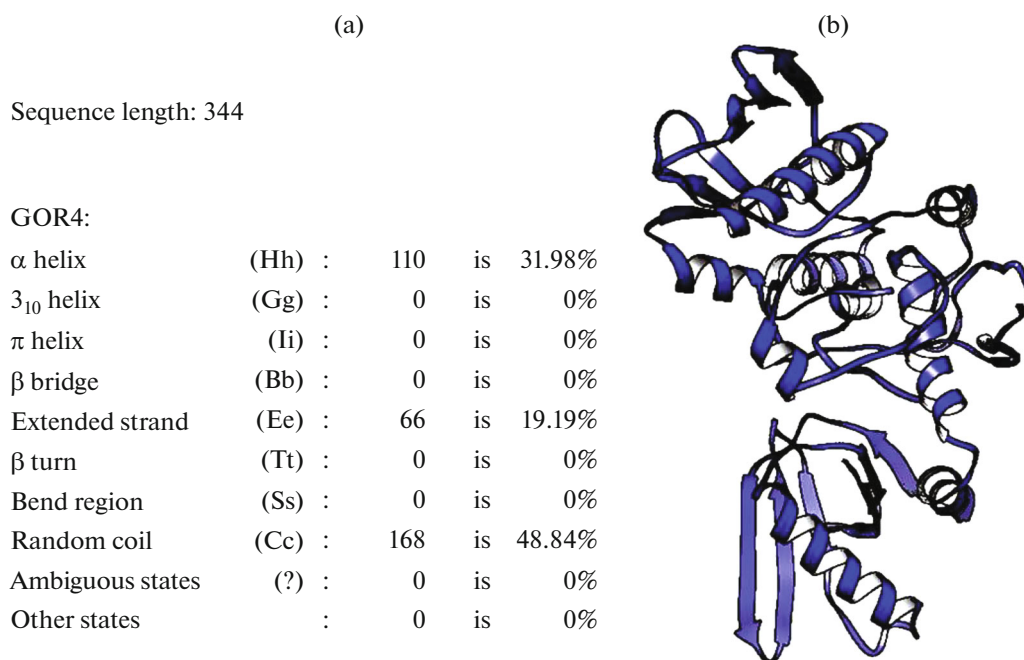 (a) (b)
Sequence length: 344
GOR4:
α helix (Hh) : 110 is 31.98%
3₁₀ helix (Gg) : 0 is 0%
π helix (Ii) : 0 is 0%
β bridge (Bb) : 0 is 0%
Extended strand (Ee) : 66 is 19.19%
β turn (Tt) : 0 is 0%
Bend region (Ss) : 0 is 0%
Random coil (Cc) : 168 is 48.84%
Ambiguous states (?) : 0 is 0%
Other states : 0 is 0%